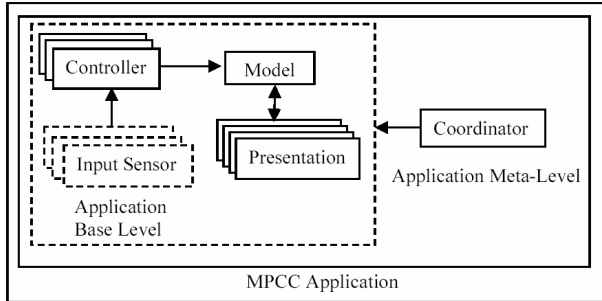 Controller
Model
Coordinator
Input Sensor
Presentation
Application Meta-Level
Application
Base Level
MPCC Application